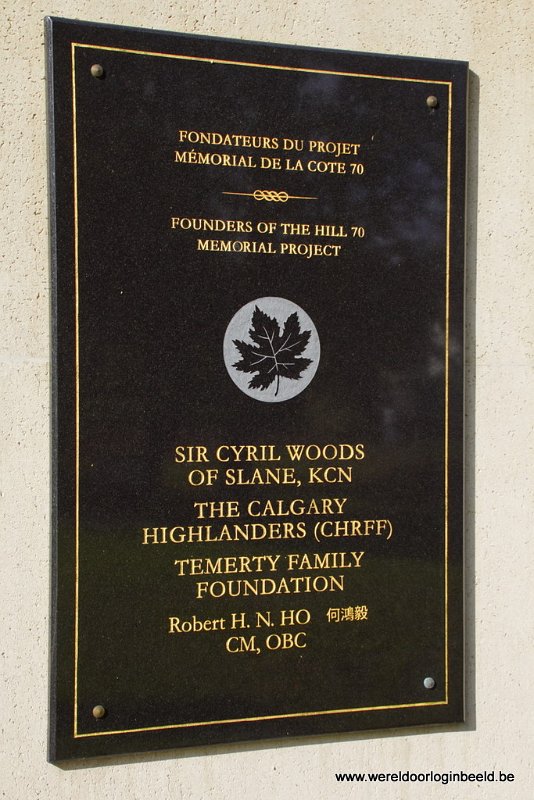 FONDATEURS DU PROJET
MÉMORIAL DE LA COTE 70
FOUNDERS OF THE HILL 70
MEMORIAL PROJECT
SIR CYRIL WOODS
OF SLANE, KCN
THE CALGARY
HIGHLANDERS (CHRFF)
TEMERTY FAMILY
FOUNDATION
Robert H. N. HO 何鴻毅
CM, OBC
www.wereldoorloginbeeld.be